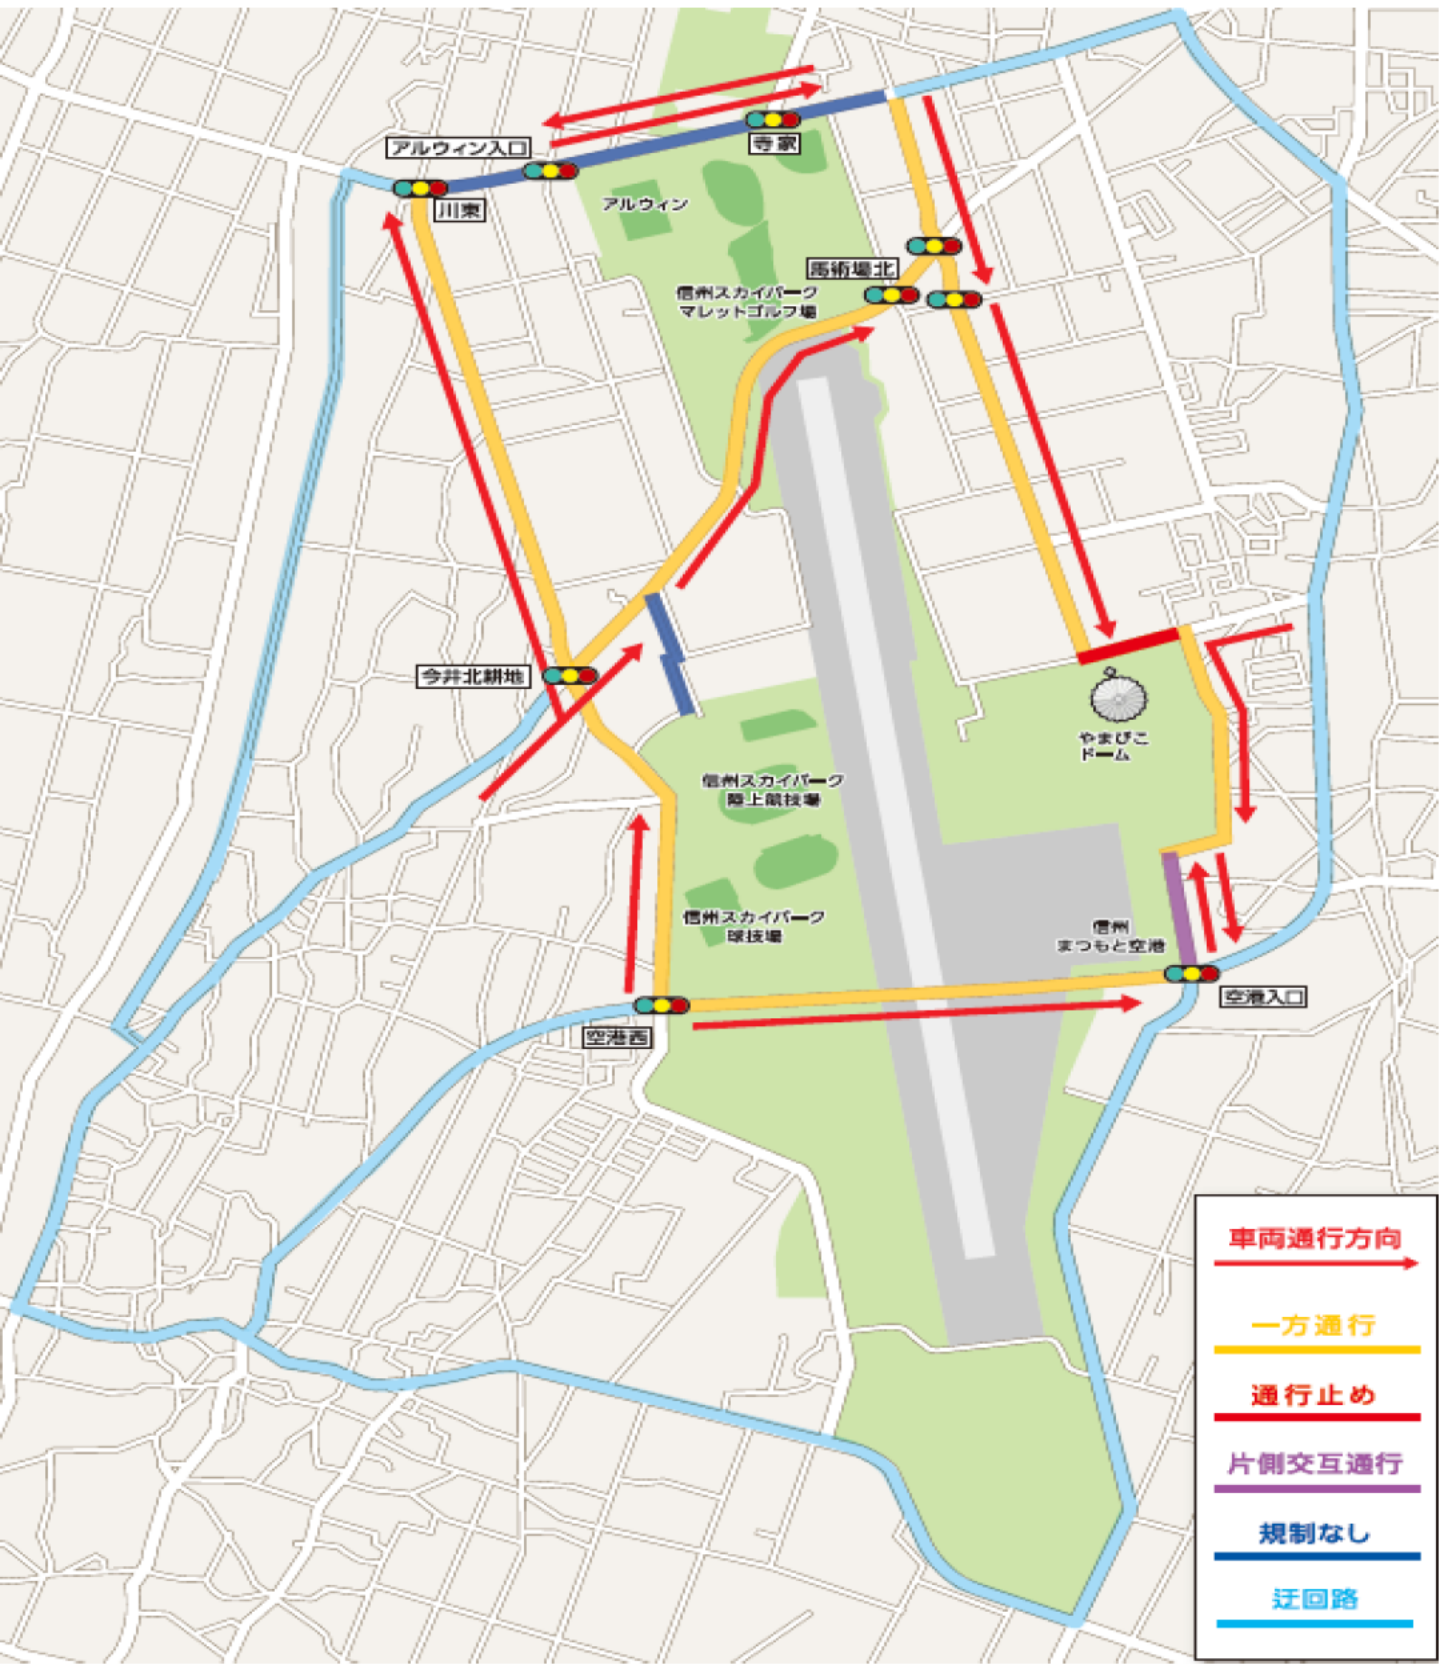 アルウィン入口
寺家
川東
アルウィン
馬術場北
信州スカイパーク
マレットゴルフ場
今井北耕地
やまびこ
ドーム
信州スカイパーク
陸上競技場
信州スカイパーク
球技場
信州
まつもと空港
空港入口
空港西
車両通行方向
一方通行
通行止め
片側交互通行
規制なし
迂回路